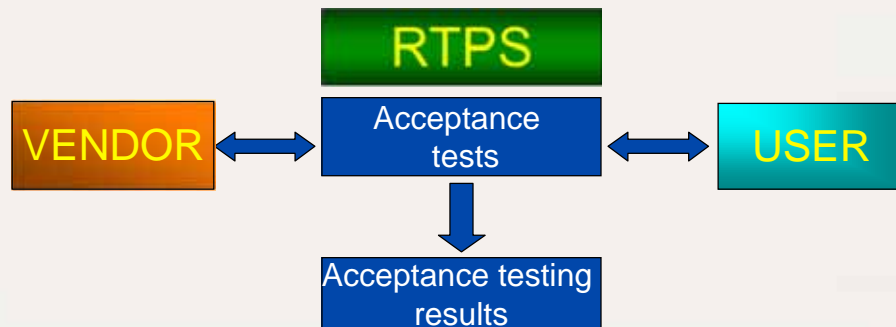 RTPS
VENDOR
Acceptance
tests
USER
Acceptance testing
results